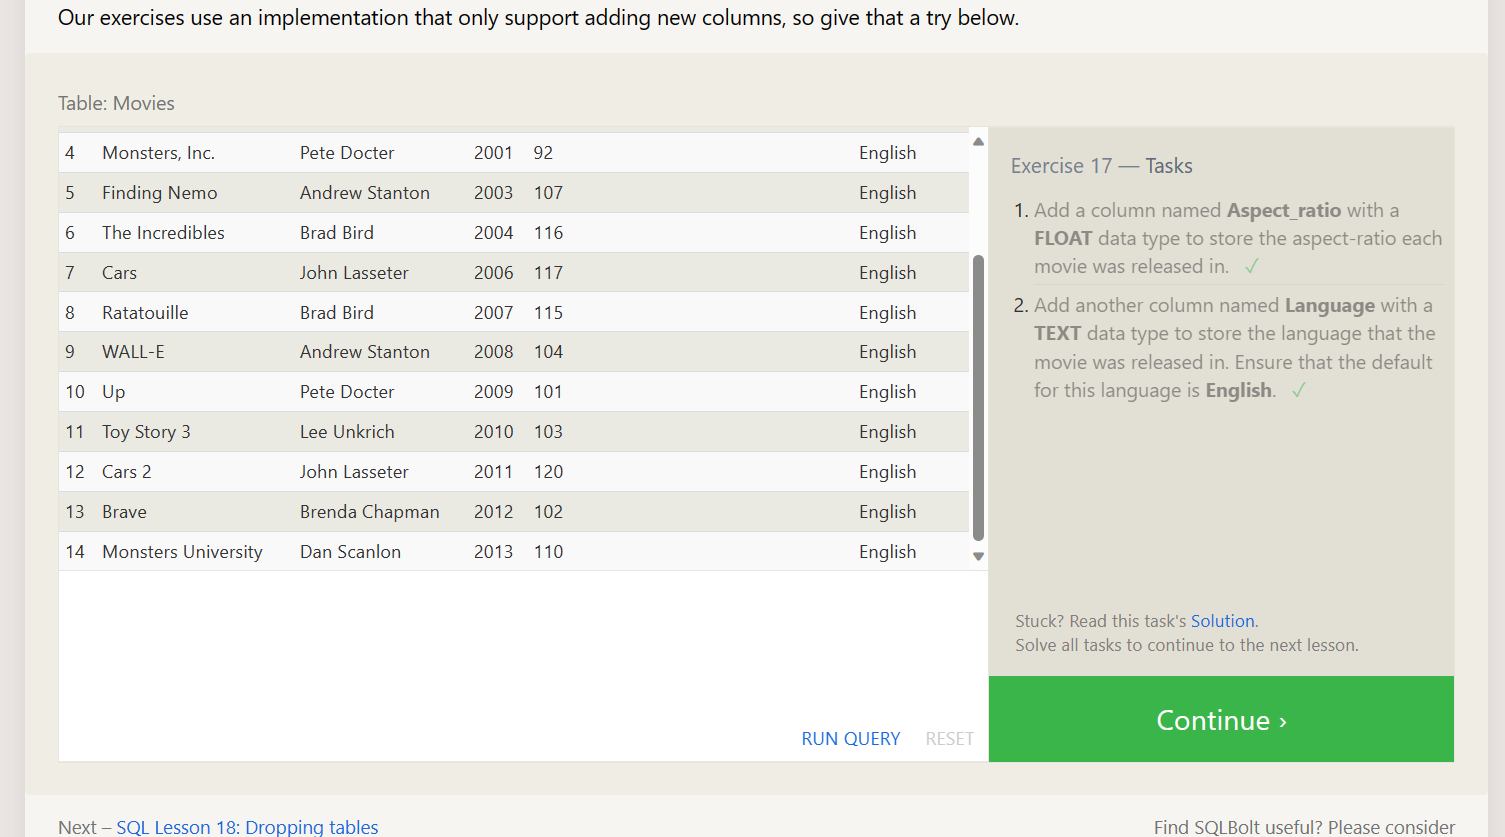 Our exercises use an implementation that only support adding new columns, so give that a try below.
Table: Movies
4 Monsters, Inc. Pete Docter 2001 92 English
5 Finding Nemo Andrew Stanton 2003 107 English
6 The Incredibles Brad Bird 2004 116 English
7 Cars John Lasseter 2006 117 English
8 Ratatouille Brad Bird 2007 115 English
9 WALL-E Andrew Stanton 2008 104 English
10 Up Pete Docter 2009 101 English
11 Toy Story 3 Lee Unkrich 2010 103 English
12 Cars 2 John Lasseter 2011 120 English
13 Brave Brenda Chapman 2012 102 English
14 Monsters University Dan Scanlon 2013 110 English
RUN QUERY RESET
Exercise 17 — Tasks
1. Add a column named Aspect_ratio with a
FLOAT data type to store the aspect-ratio each
movie was released in. ✓
2. Add another column named Language with a
TEXT data type to store the language that the
movie was released in. Ensure that the default
for this language is English. ✓
Stuck? Read this task's Solution.
Solve all tasks to continue to the next lesson.
Continue ›
Next – SQL Lesson 18: Dropping tables
Find SQLBolt useful? Please consider